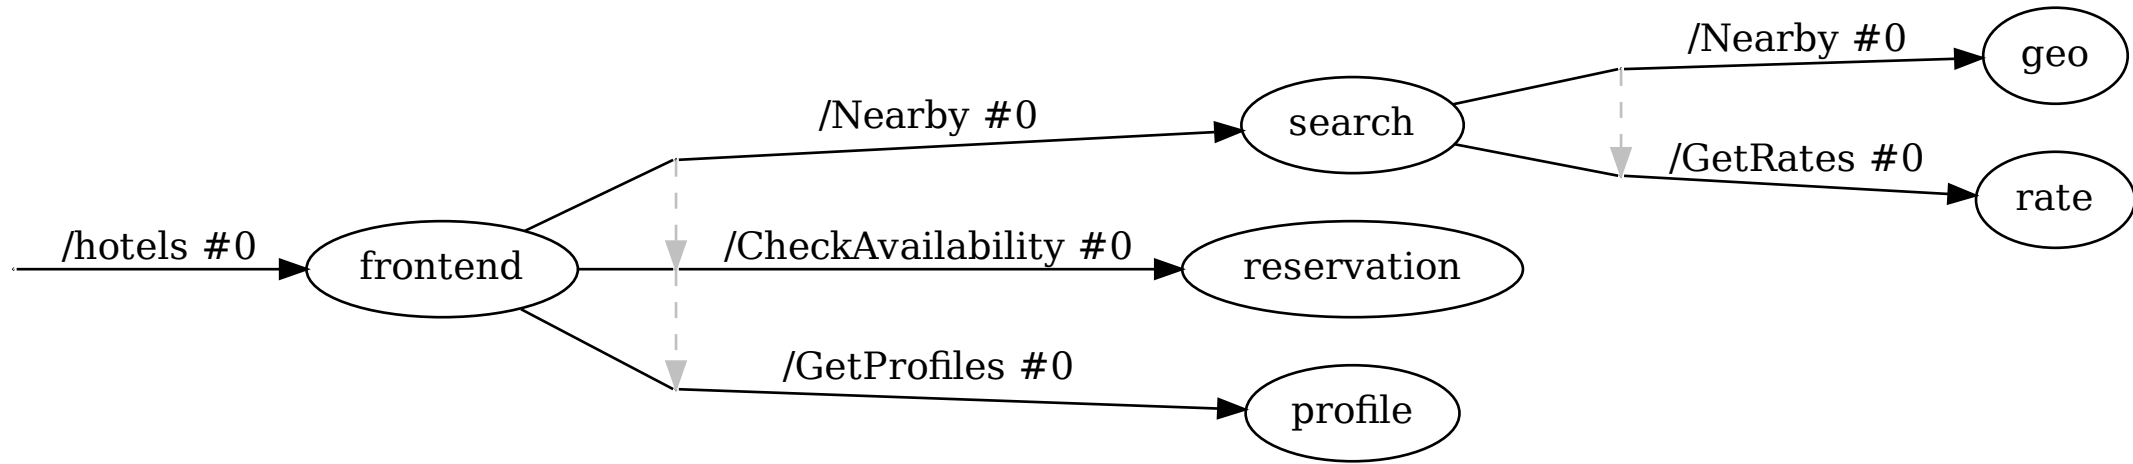 /hotels #0
frontend
/Nearby #0
/CheckAvailability #0
/GetProfiles #0
search
reservation
profile
/Nearby #0
/GetRates #0
geo
rate